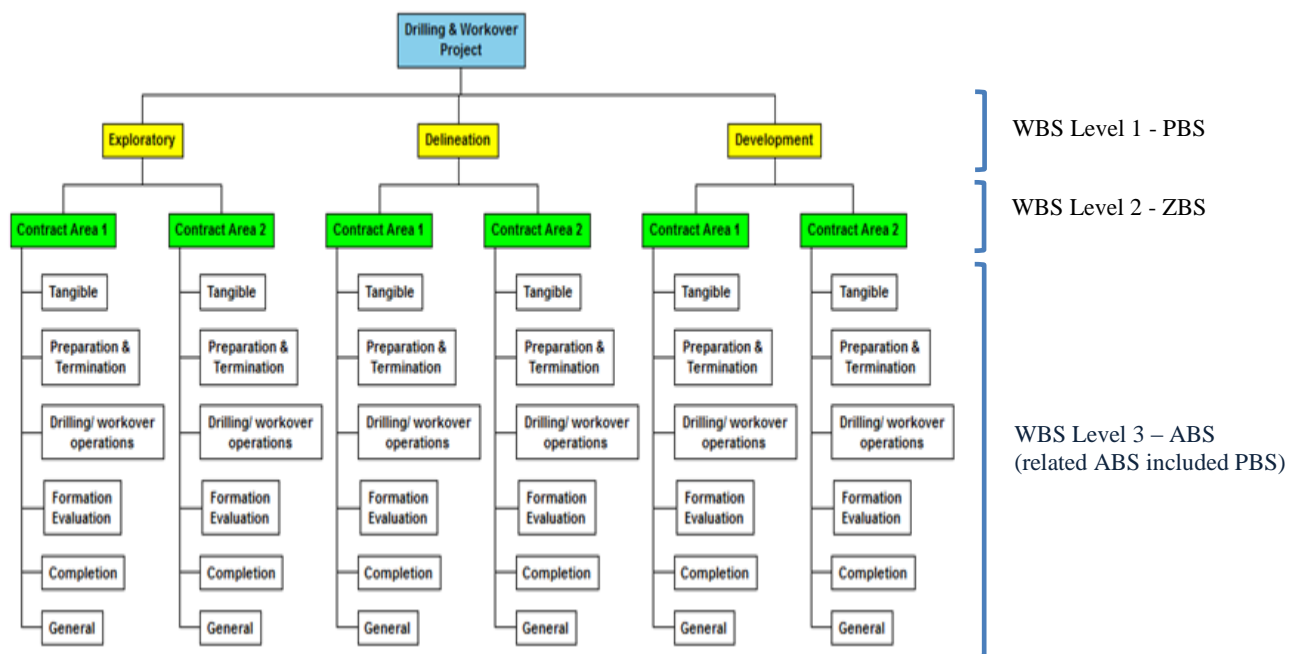 Drilling & Workover
Project
WBS Level 1 - PBS
Exploratory
Delineation
Development
WBS Level 2 - ZBS
Contract Area 1
Contract Area 2
Contract Area 1
Contract Area 2
Contract Area 1
Contract Area 2
Tangible
Tangible
Tangible
Tangible
Tangible
Tangible
Preparation &
Termination
Preparation &
Termination
Preparation &
Termination
Preparation &
Termination
Preparation &
Termination
Preparation &
Termination
Drilling/ workover
operations
Drilling/ workover
operations
Drilling/ workover
operations
Drilling/ workover
operations
Drilling/ workover
operations
Drilling/ workover
operations
WBS Level 3 – ABS
(related ABS included PBS)
Formation
Evaluation
Formation
Evaluation
Formation
Evaluation
Formation
Evaluation
Formation
Evaluation
Formation
Evaluation
Completion
Completion
Completion
Completion
Completion
Completion
General
General
General
General
General
General